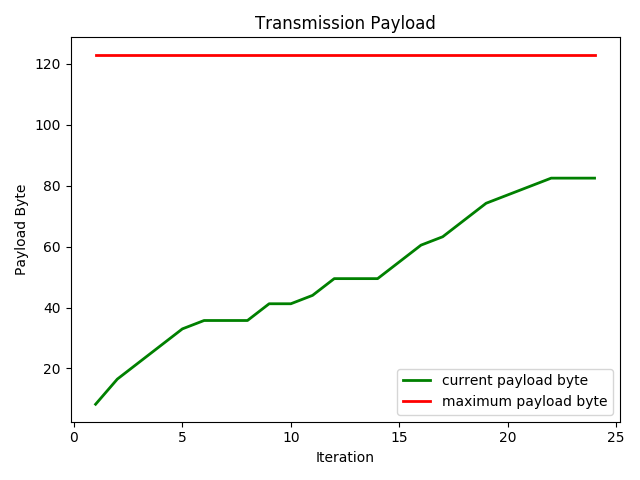 Transmission Payload
Payload Byte
120
100
80
60
40
20
0
5
10
15
20
25
Iteration
current payload byte
maximum payload byte